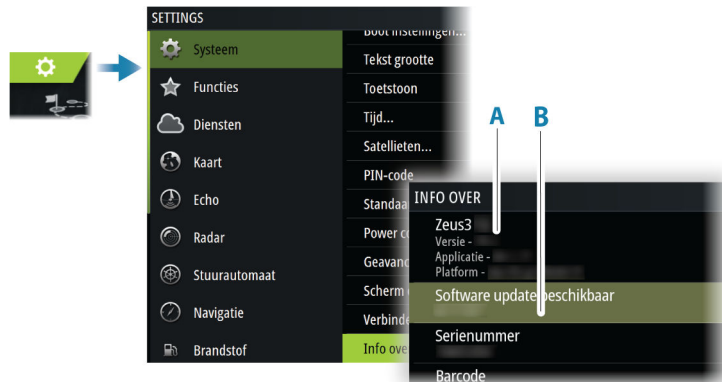 SETTINGS
Systeem
Functies
Diensten
Kaart
Echo
Radar
Stuurautomaat
Navigatie
Brandstof
Boot instellingen...
Tekst grootte
Toetstoon
Tijd...
Satellieten...
PIN-code
Scherm
Info over
A
B
INFO OVER
Zeus3
Versie -
Applicatie -
Platform -
Software update beschikbaar
Serienummer
Barcode